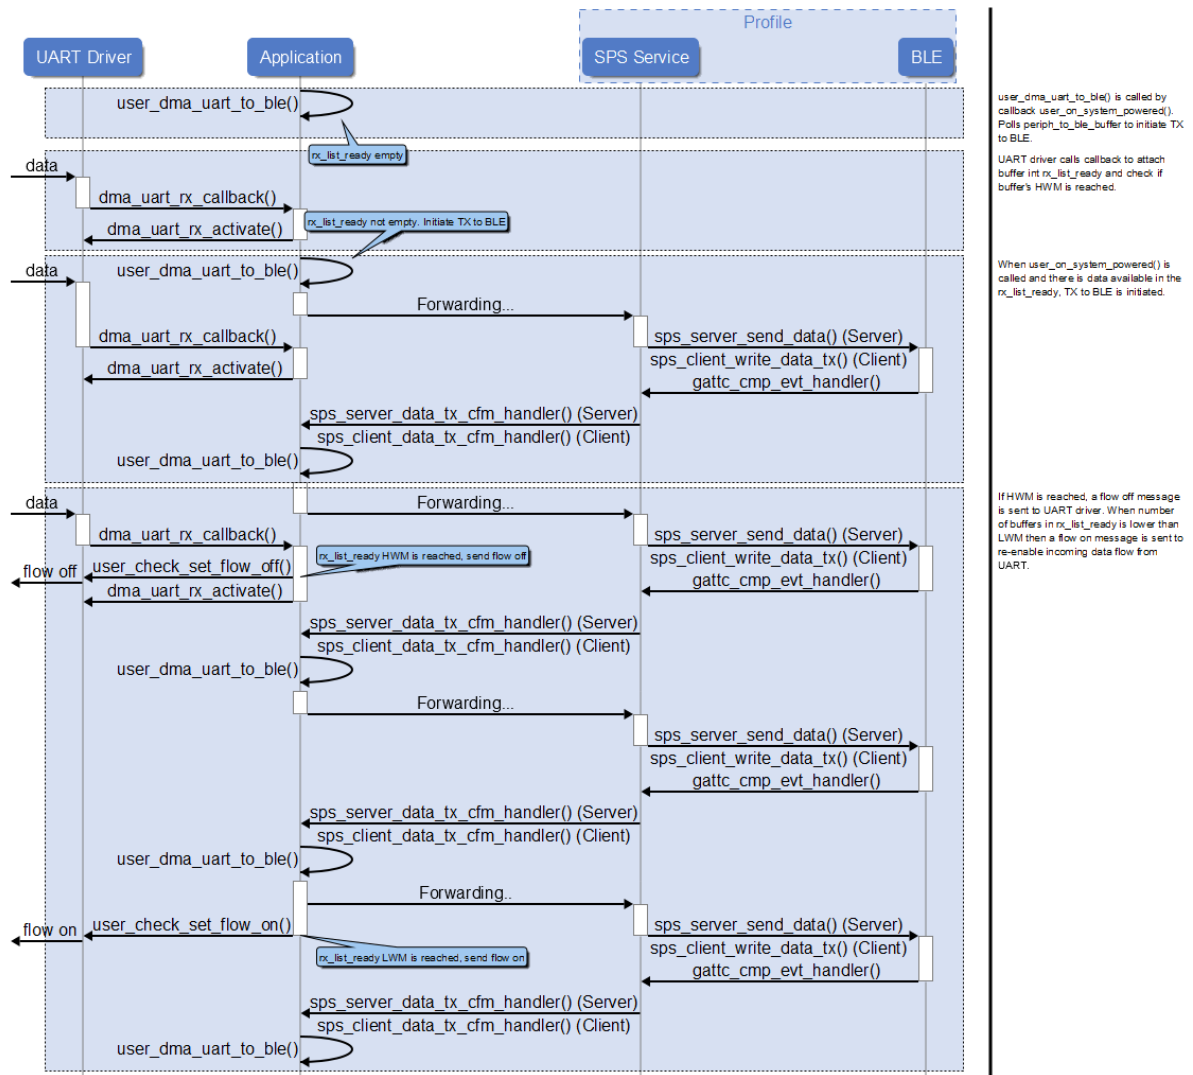 Profile
UART Driver
Application
SPS Service
BLE
user_dma_uart_to_ble()
user_dma_uart_to_ble() is called by
callback user_on_system_powered().
Polls periph_to_ble_buffer to initiate TX
to BLE.
rx_list_ready empty
data
UART driver calls callback to attach
buffer int rx_list_ready and check if
buffer's HWM is reached.
dma_uart_rx_callback()
rx_list_ready not empty. Initiate TX to BLE
dma_uart_rx_activate()
data
user_dma_uart_to_ble()
When user_on_system_powered() is
called and there is data available in the
rx_list_ready, TX to BLE is initiated.
Forwarding...
dma_uart_rx_callback()
sps_server_send_data() (Server)
dma_uart_rx_activate()
sps_client_write_data_tx() (Client)
gattc_cmp_evt_handler()
sps_server_data_tx_cfm_handler() (Server)
sps_client_data_tx_cfm_handler() (Client)
user_dma_uart_to_ble()
data
Forwarding...
If HWM is reached, a flow off message
is sent to UART driver. When number
of buffers in rx_list_ready is lower than
LWM then a flow on message is sent to
re-enable incoming data flow from
UART.
dma_uart_rx_callback()
sps_server_send_data() (Server)
rx_list_ready HWM is reached, send flow off
sps_client_write_data_tx() (Client)
flow off
user_check_set_flow_off()
gattc_cmp_evt_handler()
dma_uart_rx_activate()
sps_server_data_tx_cfm_handler() (Server)
sps_client_data_tx_cfm_handler() (Client)
user_dma_uart_to_ble()
Forwarding...
sps_server_send_data() (Server)
sps_client_write_data_tx() (Client)
gattc_cmp_evt_handler()
sps_server_data_tx_cfm_handler() (Server)
sps_client_data_tx_cfm_handler() (Client)
user_dma_uart_to_ble()
Forwarding..
flow on
user_check_set_flow_on()
sps_server_send_data() (Server)
sps_client_write_data_tx() (Client)
rx_list_ready LWM is reached, send flow on
gattc_cmp_evt_handler()
sps_server_data_tx_cfm_handler() (Server)
sps_client_data_tx_cfm_handler() (Client)
user_dma_uart_to_ble()